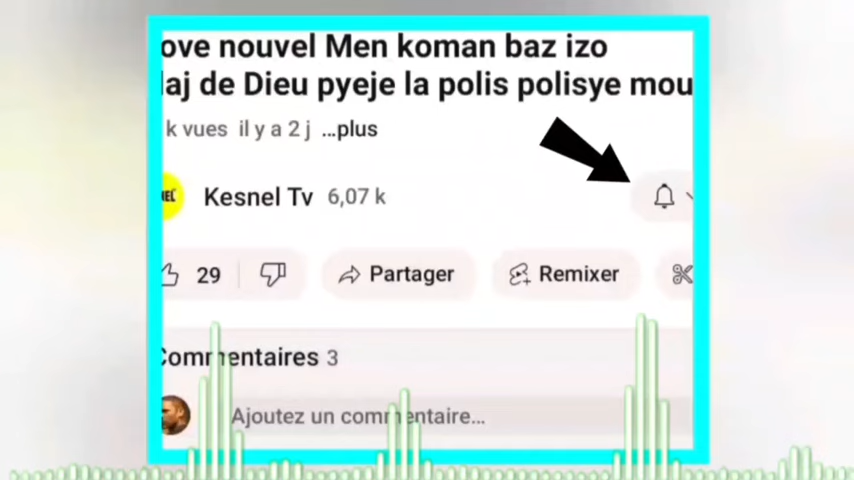 ove nouvel Men koman baz izo
laj de Dieu pyeje la polis polisye mou
k vues il y a 2 j ...plus
Kesnel Tv 6,07 k
29
Partager
Remixer
Commentaires 3
Ajoutez un commentaire...